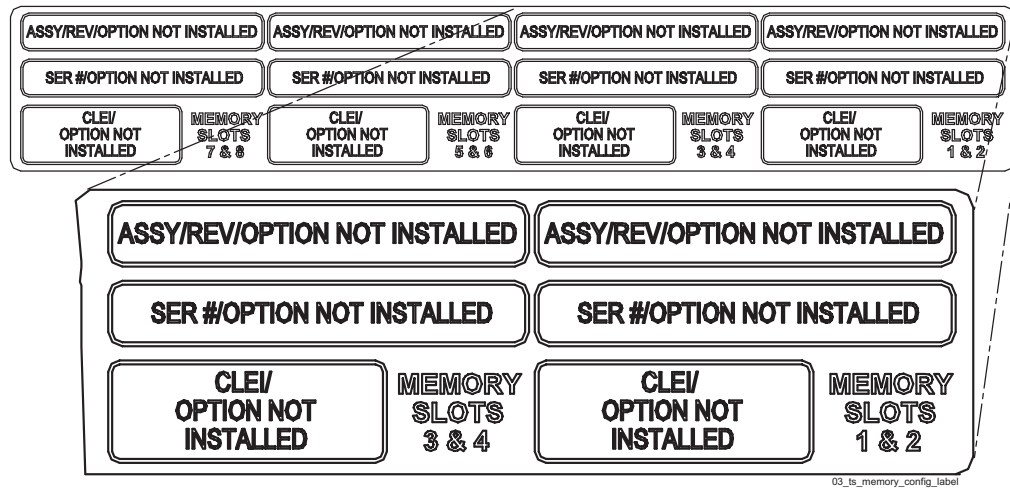 ASSY/REV/OPTION NOT INSTALLED ASSY/REV/OPTION NOT INSTALLED ASSY/REV/OPTION NOT INSTALLED ASSY/REV/OPTION NOT INSTALLED
SER #/OPTION NOT INSTALLED SER #/OPTION NOT INSTALLED SER #/OPTION NOT INSTALLED SER #/OPTION NOT INSTALLED
CLEI/
OPTION NOT
INSTALLED
MEMORY
SLOTS
7 & 8
CLEI/
OPTION NOT
INSTALLED
MEMORY
SLOTS
5 & 6
CLEI/
OPTION NOT
INSTALLED
MEMORY
SLOTS
3 & 4
CLEI/
OPTION NOT
INSTALLED
MEMORY
SLOTS
1 & 2
ASSY/REV/OPTION NOT INSTALLED ASSY/REV/OPTION NOT INSTALLED
SER #/OPTION NOT INSTALLED SER #/OPTION NOT INSTALLED
CLEI/
OPTION NOT
INSTALLED
MEMORY
SLOTS
3 & 4
CLEI/
OPTION NOT
INSTALLED
MEMORY
SLOTS
1 & 2
03_ts_memory_config_label